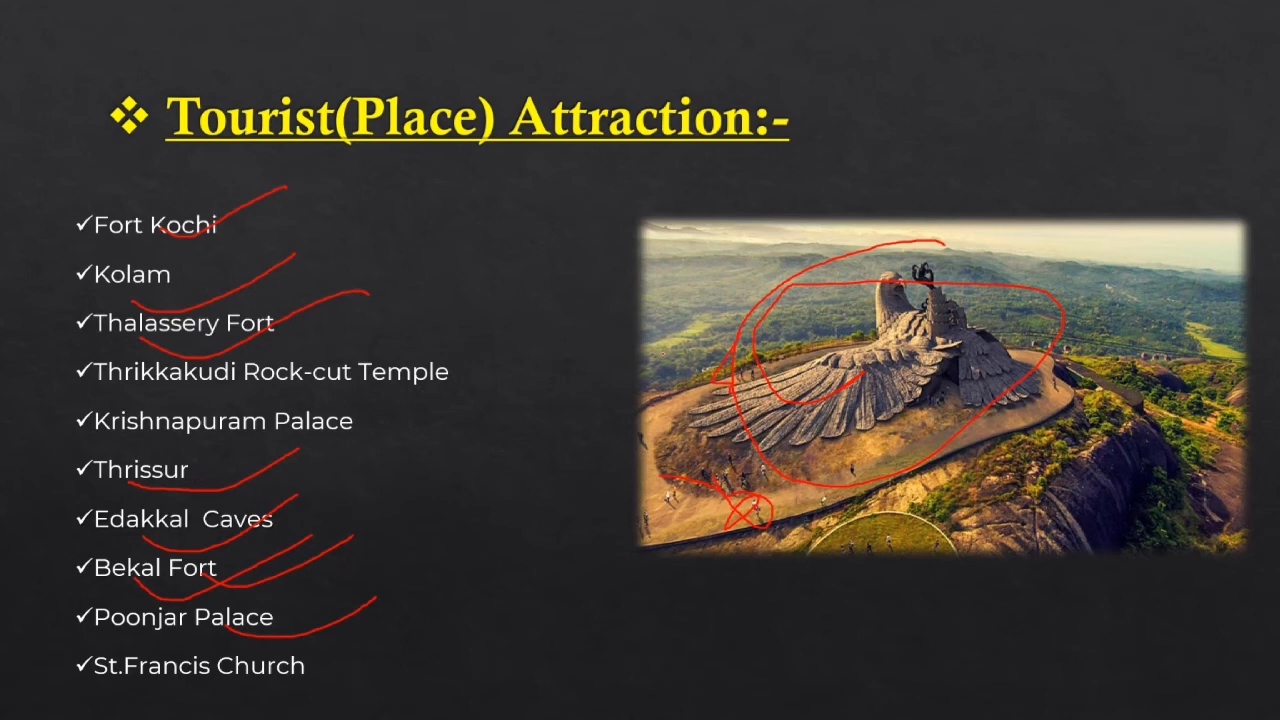 ❖ Tourist(Place) Attraction:-
✓Fort Kochi
✓Kolam
✓Thalassery Fort
✓Thrikkakudi Rock-cut Temple
✓Krishnapuram Palace
✓Thrissur
✓Edakkal Caves
✓Bekal Fort
✓Poonjar Palace
✓St.Francis Church